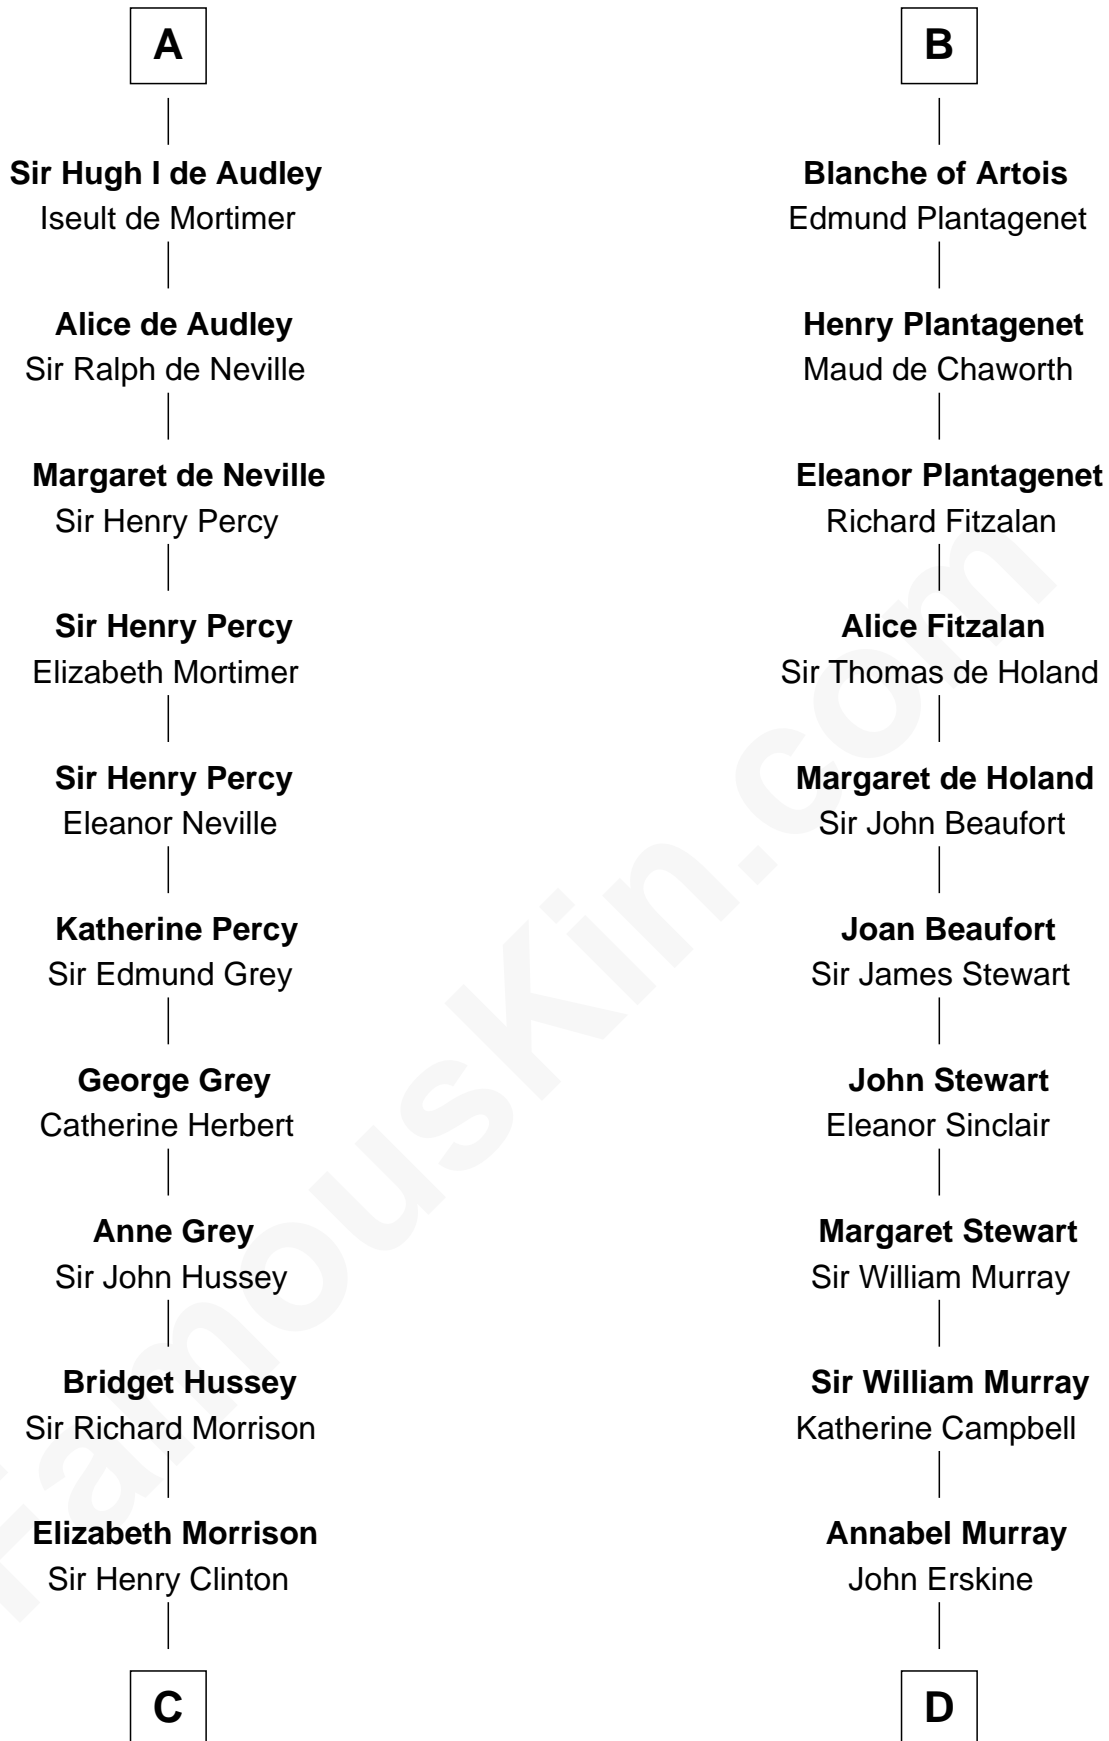 A
Sir Hugh I de Audley
Iseult de Mortimer
Alice de Audley
Sir Ralph de Neville
Margaret de Neville
Sir Henry Percy
Sir Henry Percy
Elizabeth Mortimer
Sir Henry Percy
Eleanor Neville
Katherine Percy
Sir Edmund Grey
George Grey
Catherine Herbert
Anne Grey
Sir John Hussey
Bridget Hussey
Sir Richard Morrison
Elizabeth Morrison
Sir Henry Clinton
C
B
Blanche of Artois
Edmund Plantagenet
Henry Plantagenet
Maud de Chaworth
Eleanor Plantagenet
Richard Fitzalan
Alice Fitzalan
Sir Thomas de Holand
Margaret de Holand
Sir John Beaufort
Joan Beaufort
Sir James Stewart
John Stewart
Eleanor Sinclair
Margaret Stewart
Sir William Murray
Sir William Murray
Katherine Campbell
Annabel Murray
John Erskine
D
FamousKin.com